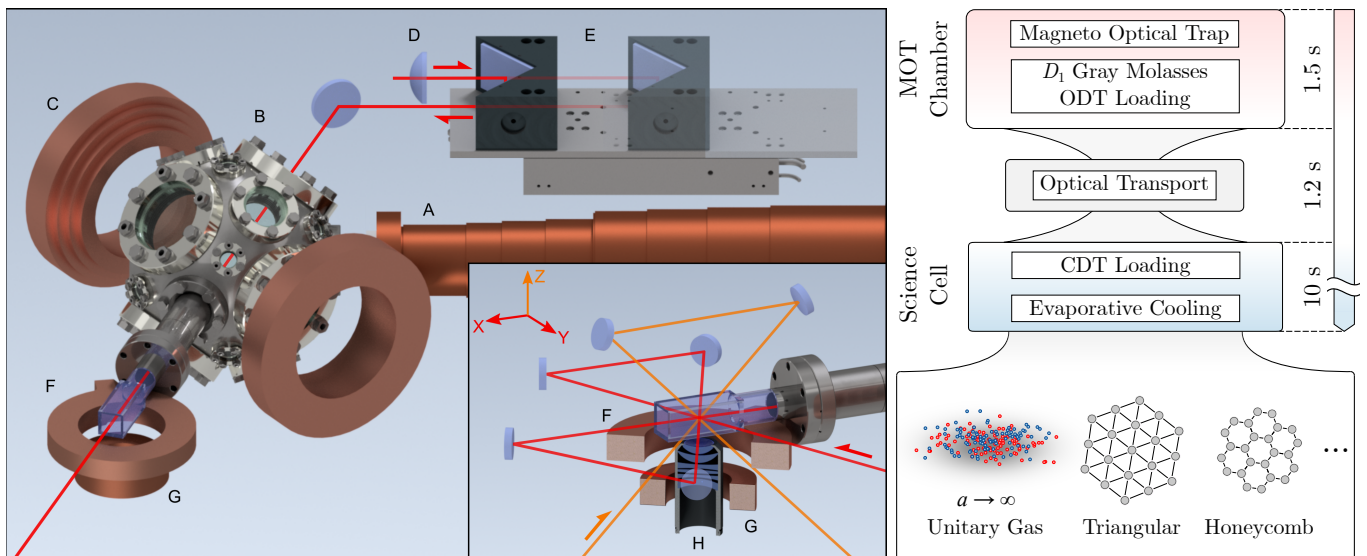 D
E
C
B
A
F
G
Z
X
Y
F
G
H
MOT
Chamber
Magneto Optical Trap
D₁ Gray Molasses
ODT Loading
1.5 s
Optical Transport
1.2 s
Science
Cell
CDT Loading
Evaporative Cooling
10 s
a → ∞
Unitary Gas
Triangular
Honeycomb
...